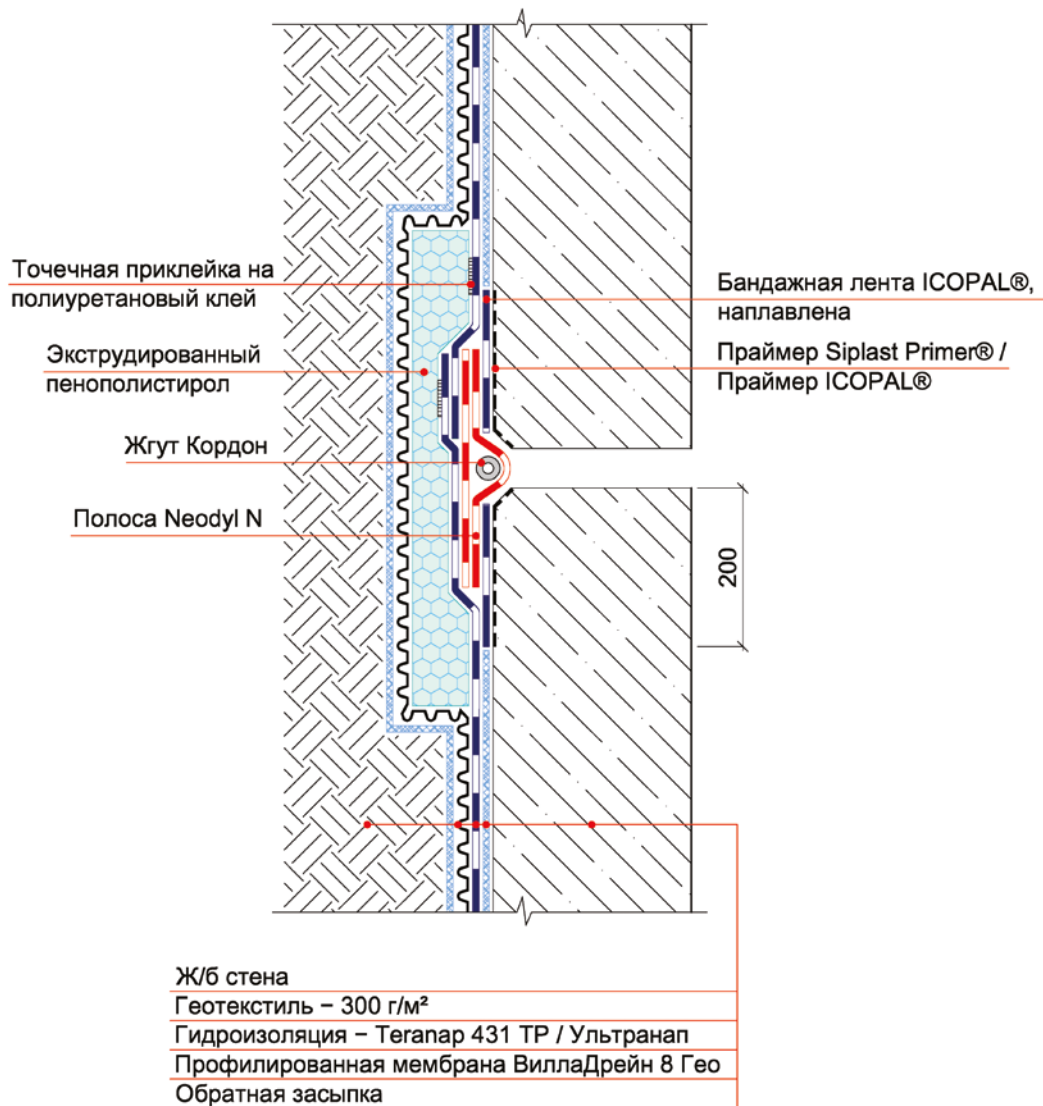 Точечная приклейка на
полиуретановый клей
Экструдированный
пенополистирол
Жгут Кордон
Полоса Neodyl N
Бандажная лента ICOPAL®,
наплавлена
Праймер Siplast Primer® /
Праймер ICOPAL®
200
Ж/б стена
Геотекстиль – 300 г/м²
Гидроизоляция – Teranap 431 TP / Ультранап
Профилированная мембрана ВиллаДрейн 8 Гео
Обратная засыпка